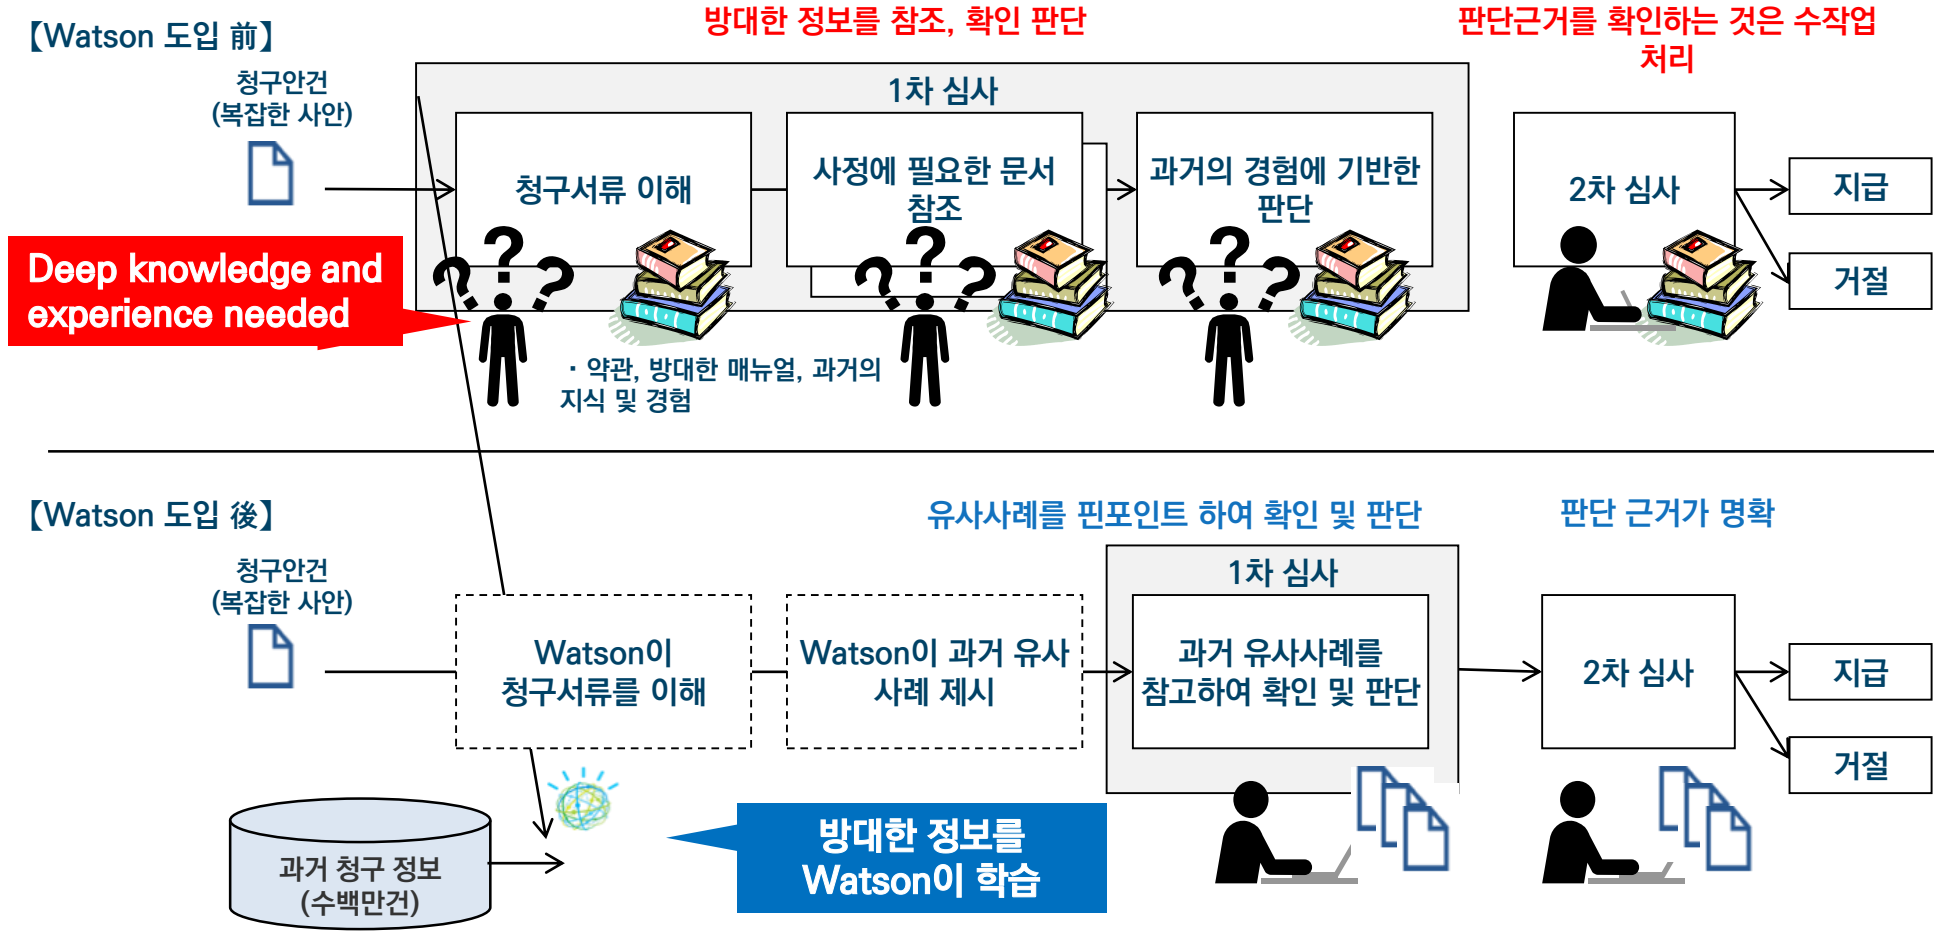 【Watson 도입 前】
방대한 정보를 참조, 확인 판단
판단근거를 확인하는 것은 수작업
처리
청구안건
(복잡한 사안)
1차 심사
청구서류 이해
사정에 필요한 문서
참조
과거의 경험에 기반한
판단
2차 심사
지급
거절
Deep knowledge and
experience needed
? ? ?
? ? ?
? ? ?
・약관, 방대한 매뉴얼, 과거의
지식 및 경험
【Watson 도입 後】
유사사례를 핀포인트 하여 확인 및 판단
판단 근거가 명확
청구안건
(복잡한 사안)
1차 심사
Watson이
청구서류를 이해
Watson이 과거 유사
사례 제시
과거 유사사례를
참고하여 확인 및 판단
2차 심사
지급
거절
과거 청구 정보
(수백만건)
방대한 정보를
Watson이 학습